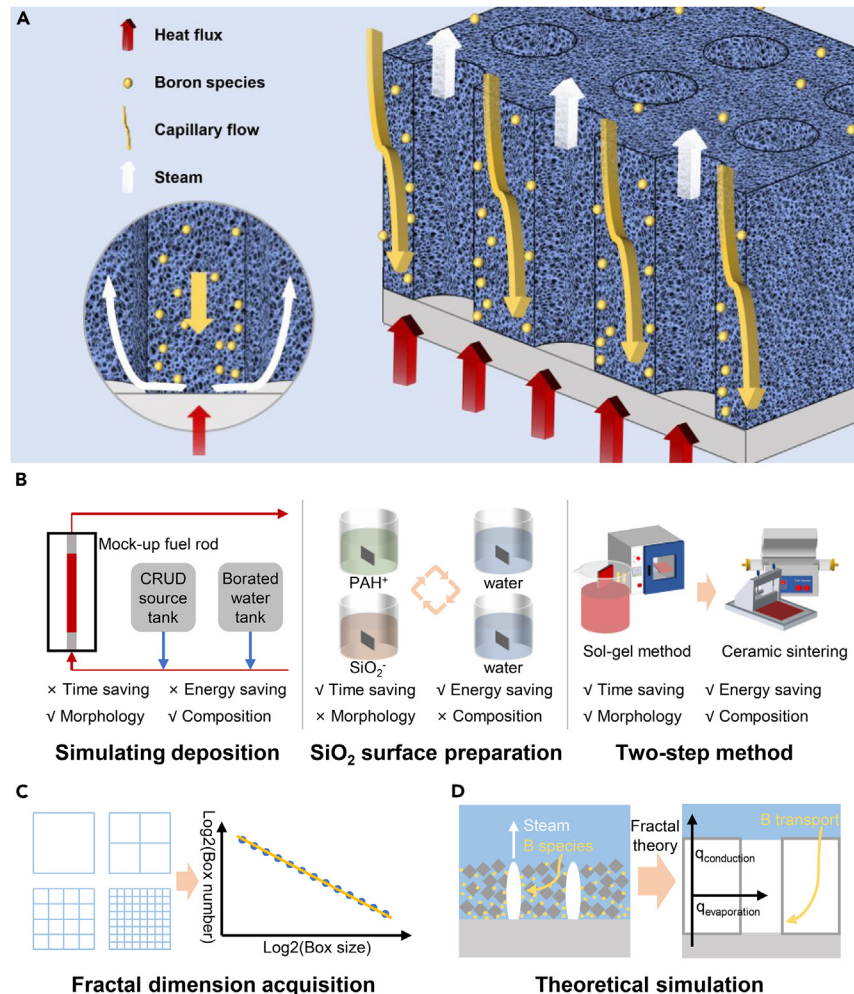 A
Heat flux
Boron species
Capillary flow
Steam
B
Mock-up fuel rod
CRUD
source
tank
Borated
water
tank
× Time saving
× Energy saving
√ Morphology
√ Composition
Simulating deposition
PAH⁺
water
SiO₂⁻
water
√ Time saving
√ Energy saving
× Morphology
× Composition
SiO₂ surface preparation
Sol-gel method
Ceramic sintering
√ Time saving
√ Energy saving
√ Morphology
√ Composition
Two-step method
C
Log2(Box number)
Log2(Box size)
Fractal dimension acquisition
D
Steam
B species
Fractal
theory
B transport
qconduction
qevaporation
Theoretical simulation